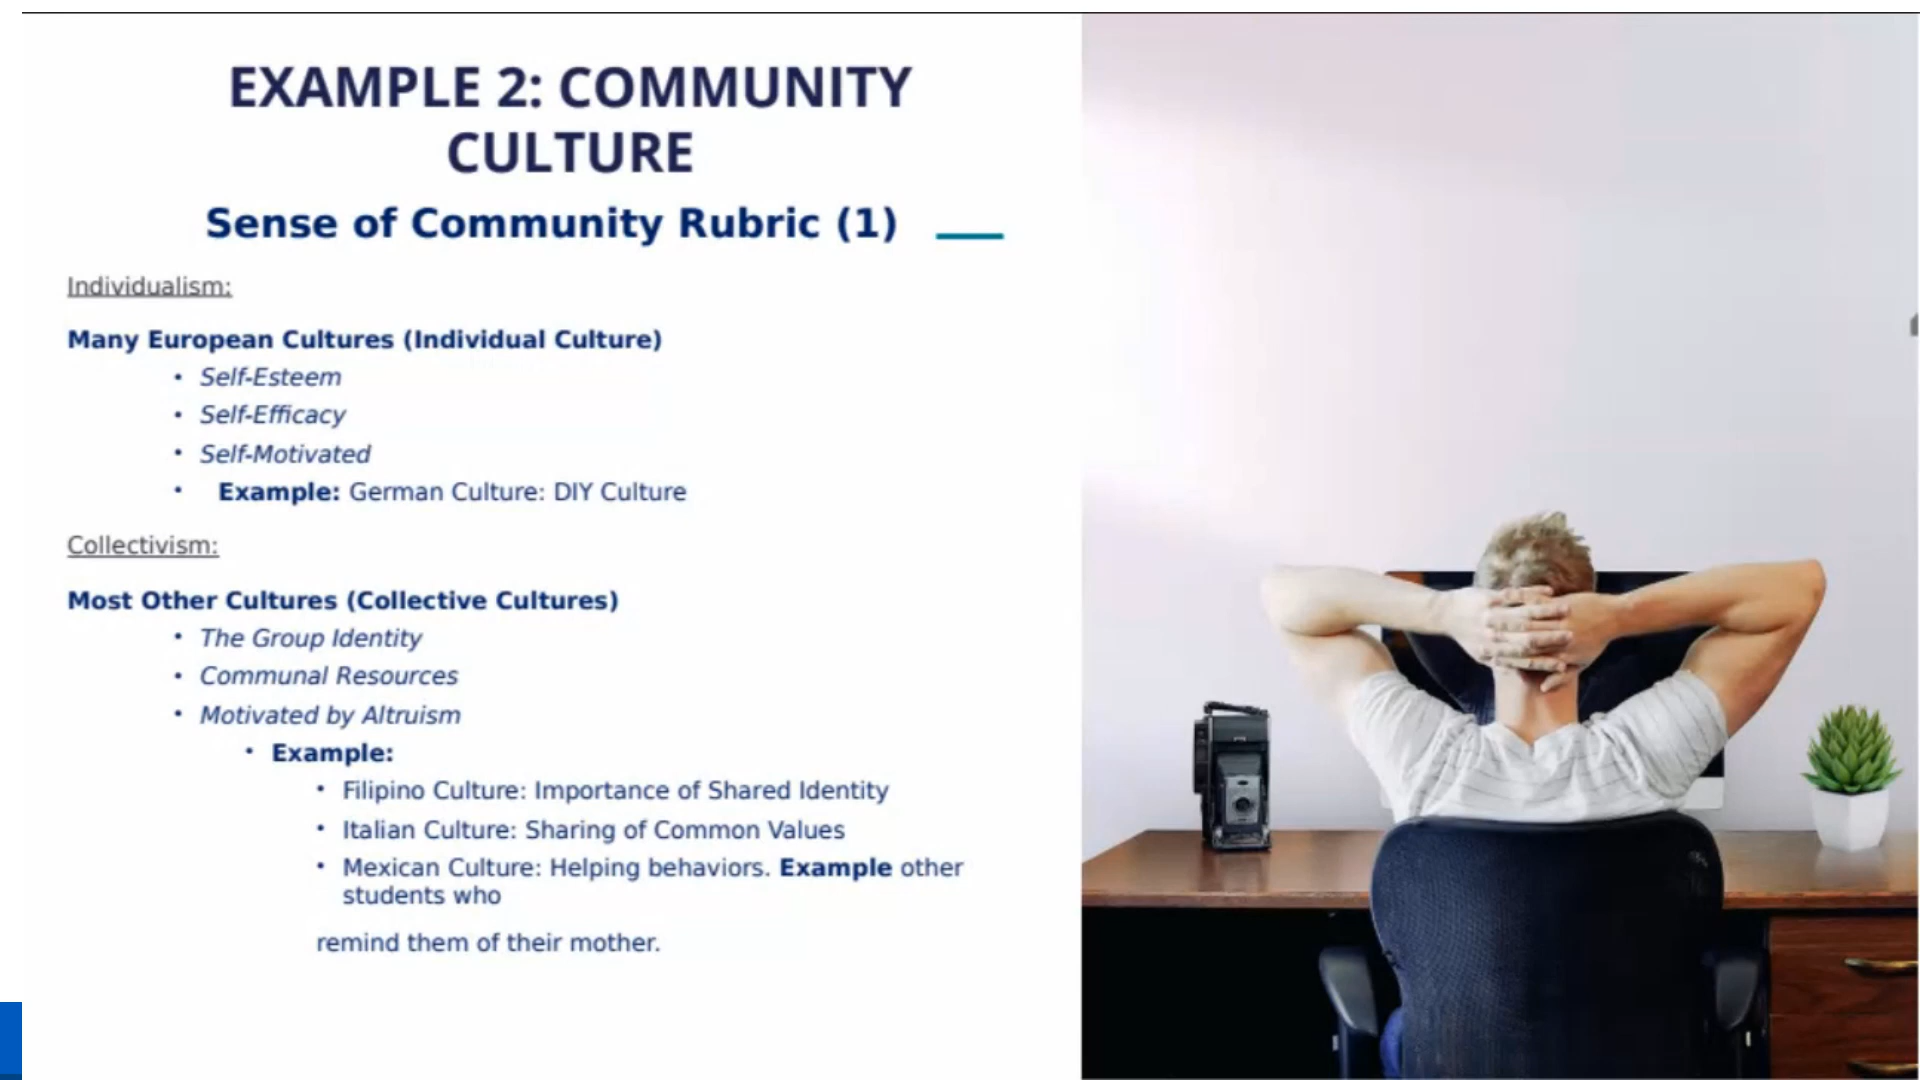 EXAMPLE 2: COMMUNITY
CULTURE
Sense of Community Rubric (1)
Individualism:
Many European Cultures (Individual Culture)
• Self-Esteem
• Self-Efficacy
• Self-Motivated
• Example: German Culture: DIY Culture
Collectivism:
Most Other Cultures (Collective Cultures)
• The Group Identity
• Communal Resources
• Motivated by Altruism
• Example:
• Filipino Culture: Importance of Shared Identity
• Italian Culture: Sharing of Common Values
• Mexican Culture: Helping behaviors. Example other
students who
remind them of their mother.